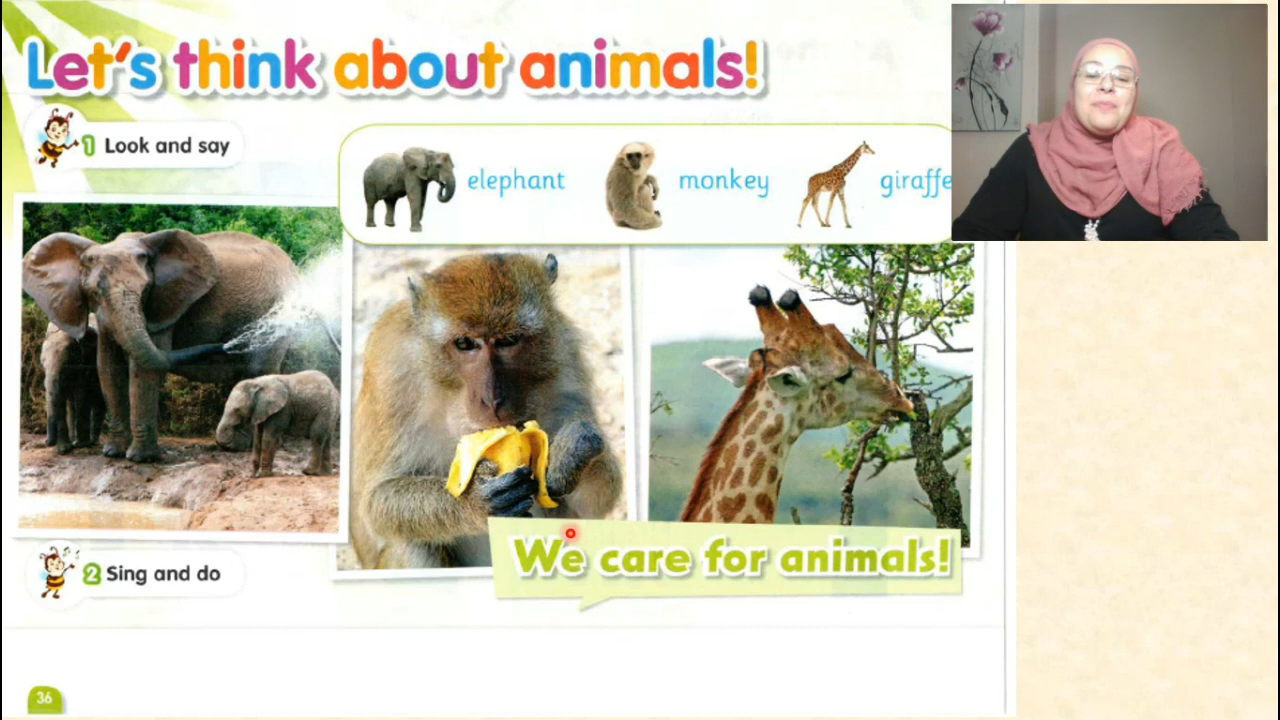 Let's think about animals!
1 Look and say
elephant
monkey
giraffe
We care for animals!
2 Sing and do
36